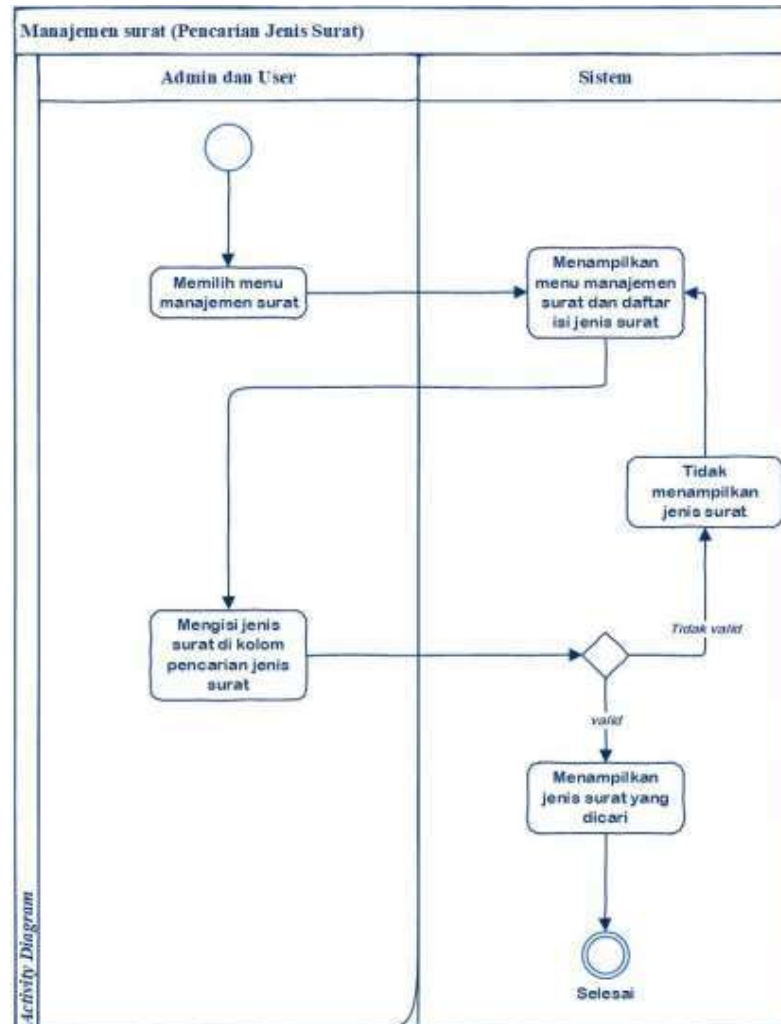 Manajemen surat (Pencarian Jenis Surat)
Admin dan User
Sistem
Memilih menu
manajemen surat
Menampilkan
menu manajemen
surat dan daftar
isi jenis surat
Tidak
menampilkan
jenis surat
Mengisi jenis
surat di kolom
pencarian jenis
surat
Tidak valid
valid
Menampilkan
jenis surat yang
dicari
Selesai
Activity Diagram